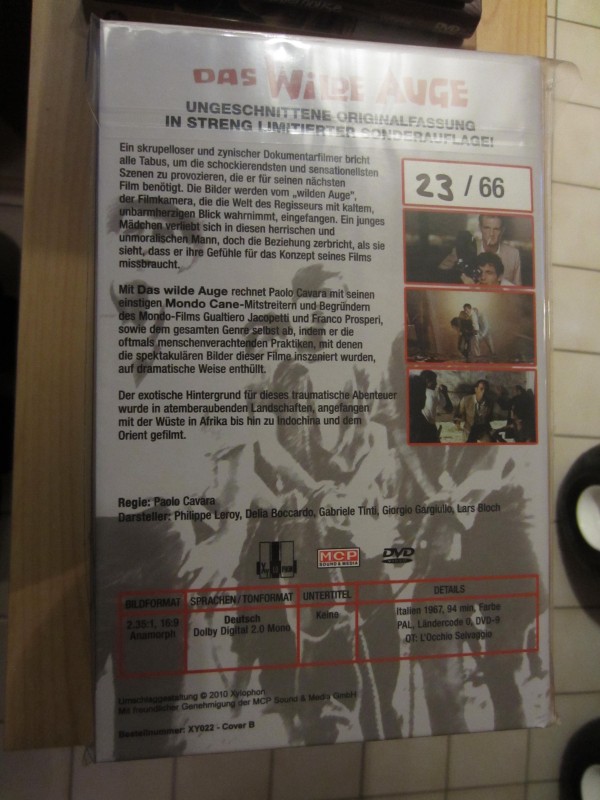 DAS WILDE AUGE
UNGESCHNITTENE ORIGINALFASSUNG
IN STRENG LIMITIERTER SONDERAUFLAGE!
Ein skrupelloser und zynischer Dokumentarfilmer bricht
alle Tabus, um die schockierendsten und sensationellsten
Szenen zu provozieren, die er für seinen nächsten
Film benötigt. Die Bilder werden vom „wilden Auge",
der Filmkamera, die die Welt des Regisseurs mit kaltem,
unbarmherzigen Blick wahrnimmt, eingefangen. Ein junges
Mädchen verliebt sich in diesen herrischen und
unmoralischen Mann, doch die Beziehung zerbricht, als sie
sieht, dass er ihre Gefühle für das Konzept seines Films
missbraucht.
23 / 66
Mit Das wilde Auge rechnet Paolo Cavara mit seinen
einstigen Mondo Cane-Mitstreitern und Begründern
des Mondo-Films Gualtiero Jacopetti und Franco Prosperi,
sowie dem gesamten Genre selbst ab, indem er die
oftmals menschenverachtenden Praktiken, mit denen
die spektakulären Bilder dieser Filme inszeniert wurden,
auf dramatische Weise enthüllt.
Der exotische Hintergrund für dieses traumatische Abenteuer
wurde in atemberaubenden Landschaften, angefangen
mit der Wüste in Afrika bis hin zu Indochina und dem
Orient gefilmt.
Regie: Paolo Cavara
Darsteller: Philippe Leroy, Delia Boccardo, Gabriele Tinti, Giorgio Gargiullo, Lars Bloch
MCP
SOUND & MEDIA
DVD
BILDFORMAT SPRACHEN/TONFORMAT UNTERTITEL DETAILS
2.35:1, 16:9
Anamorph
Deutsch
Dolby Digital 2.0 Mono
Keine
Italien 1967, 94 min, Farbe
PAL, Ländercode 0, DVD-9
OT: L'Occhio Selvaggio
Umschlaggestaltung © 2010 Xylophon
Mit freundlicher Genehmigung der MCP Sound & Media GmbH
Bestellnummer: XY022 - Cover B